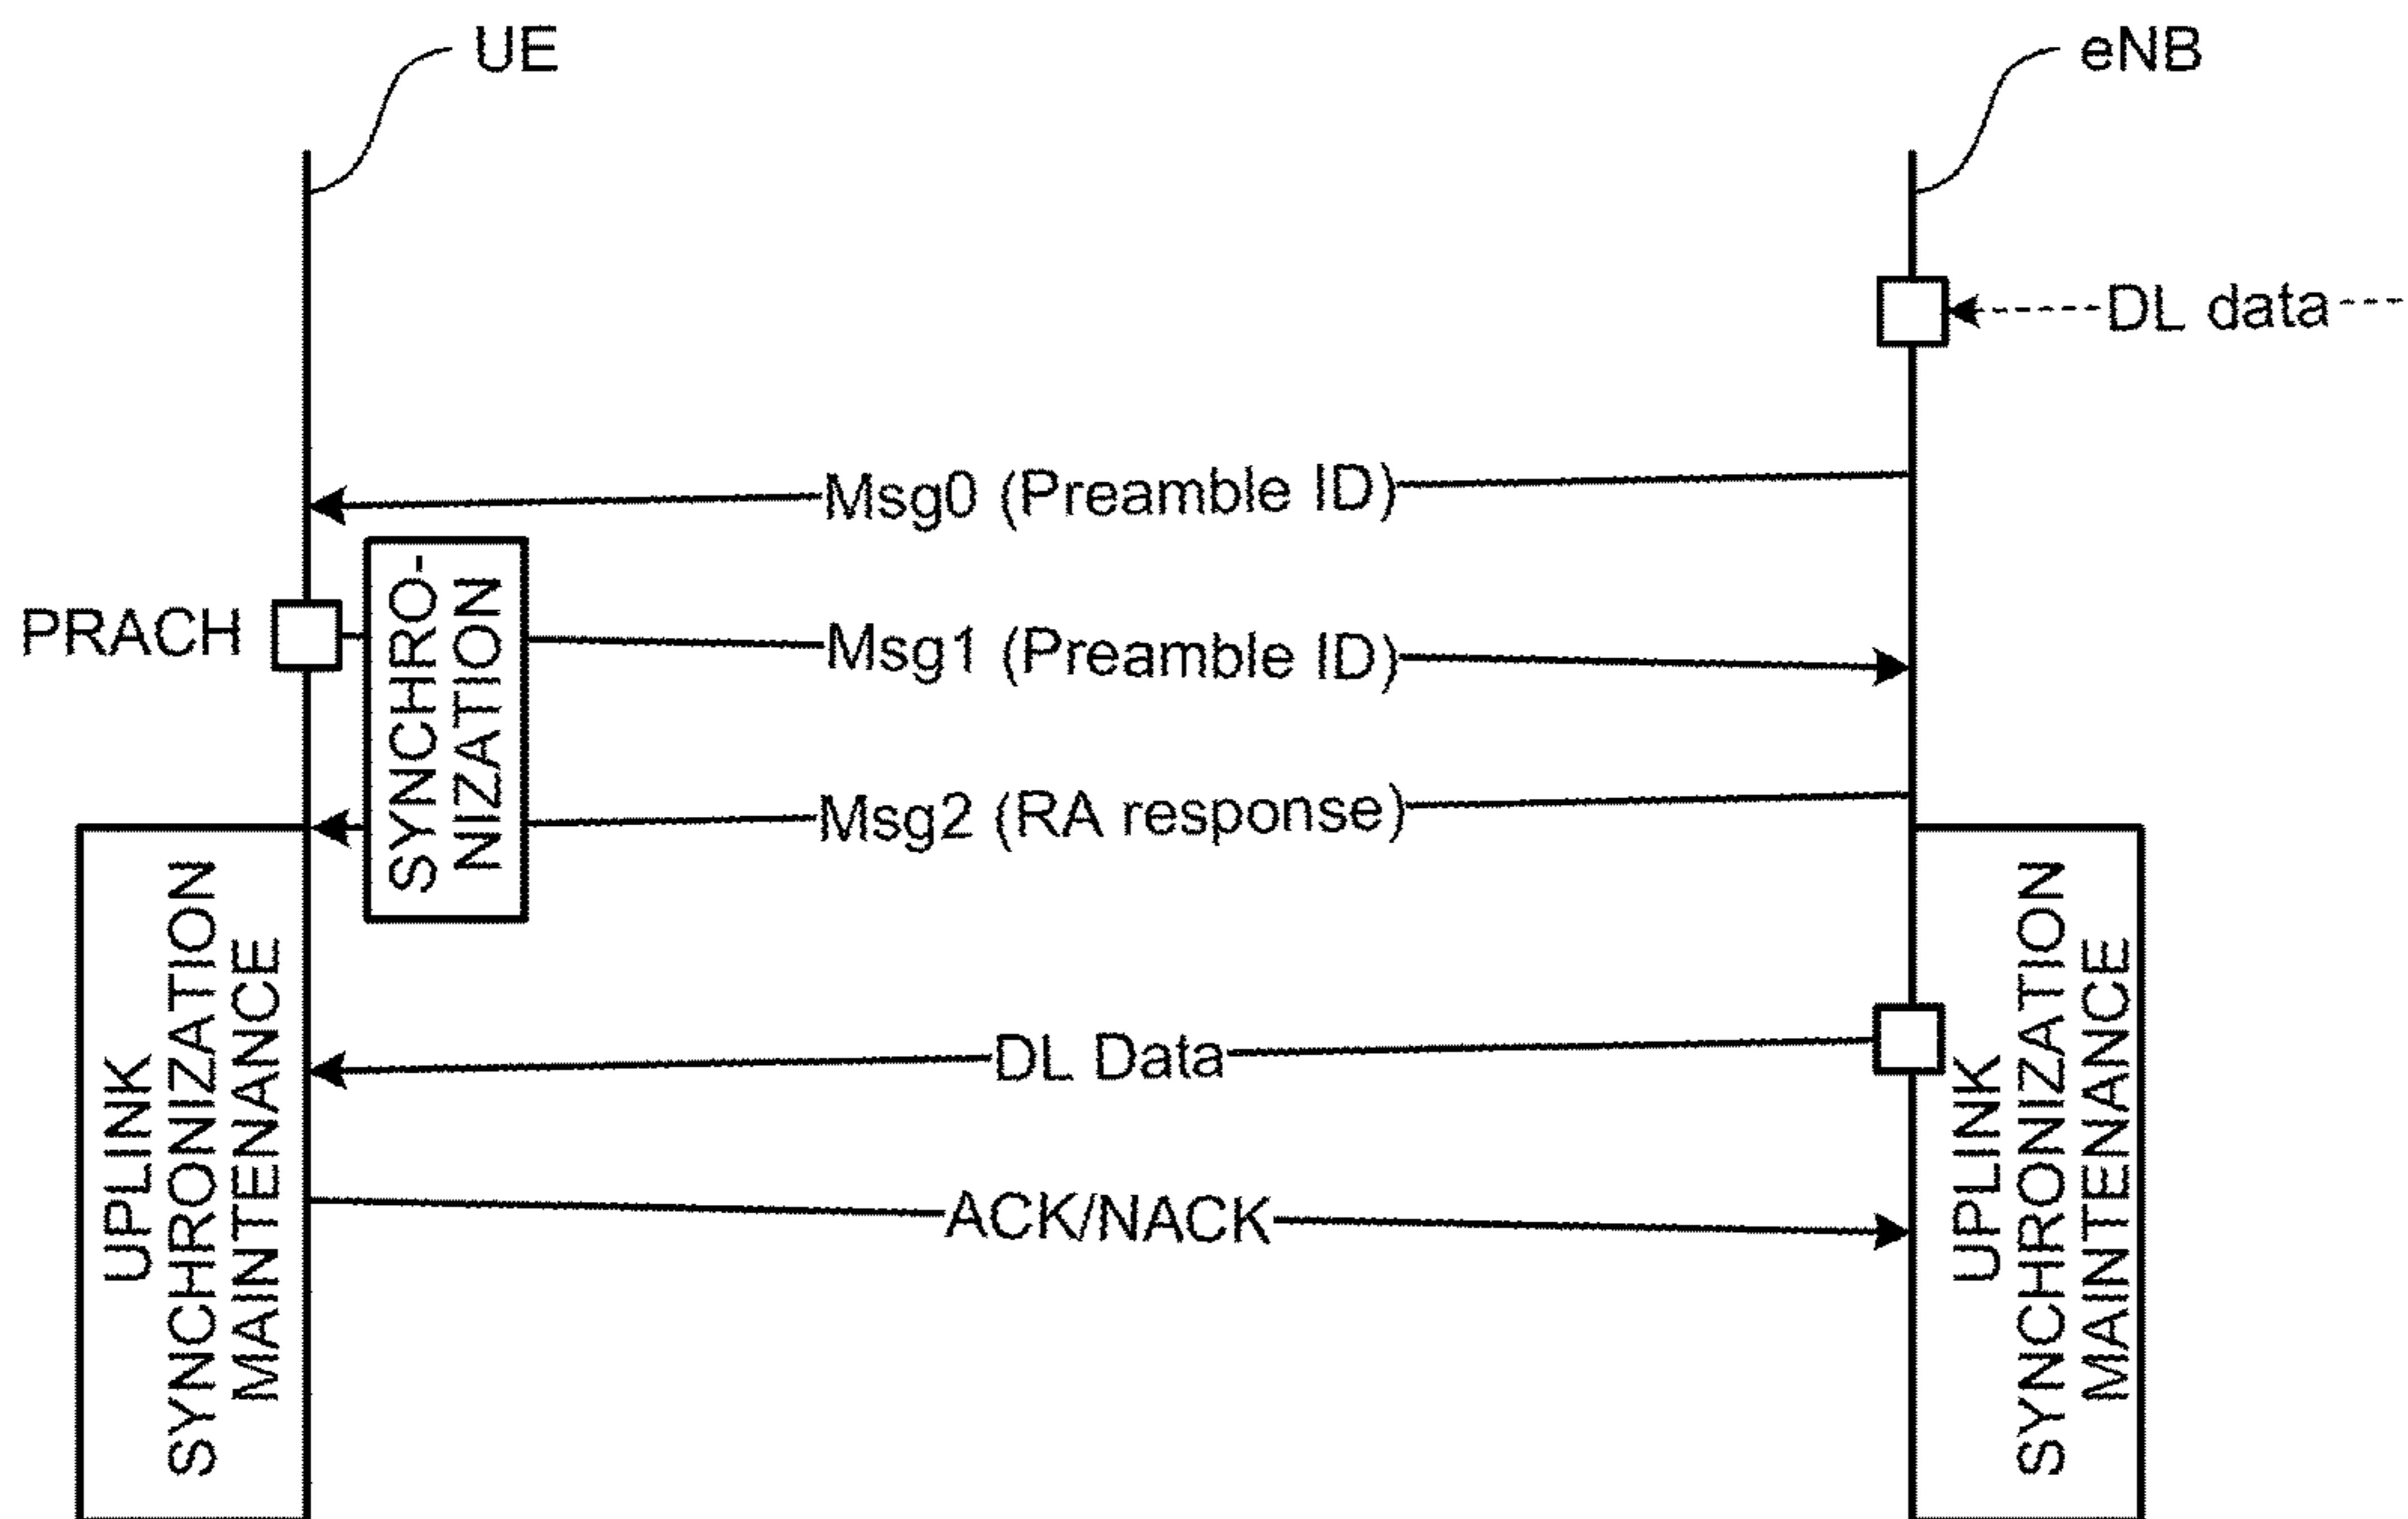 UE
eNB
DL data
Msg0 (Preamble ID)
PRACH
SYNCHRO-
NIZATION
Msg1 (Preamble ID)
Msg2 (RA response)
UPLINK
SYNCHRONIZATION
MAINTENANCE
DL Data
ACK/NACK
UPLINK
SYNCHRONIZATION
MAINTENANCE